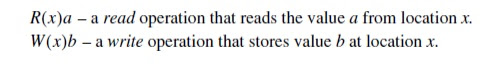 R(x)a – a read operation that reads the value a from location x.
W(x)b – a write operation that stores value b at location x.